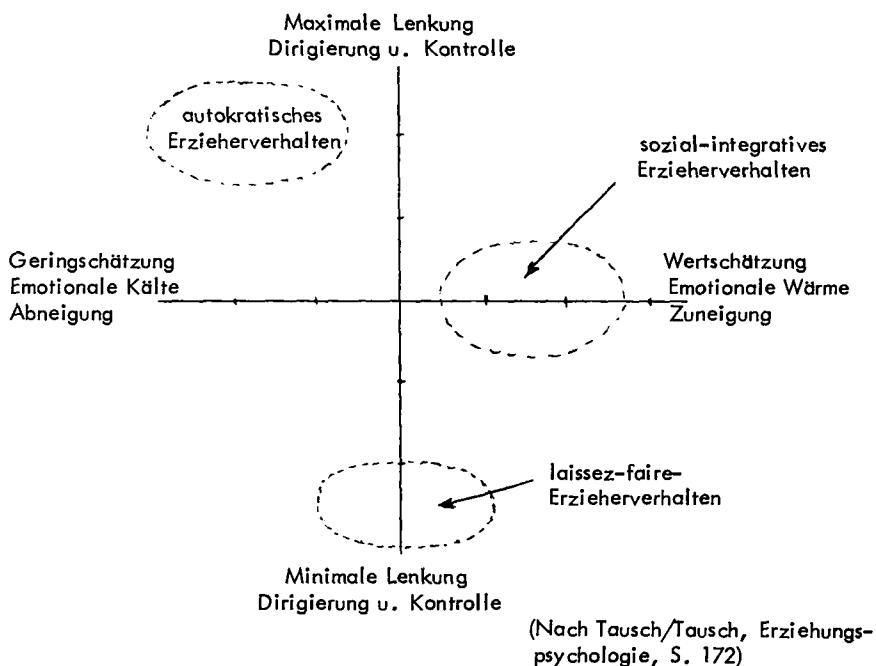 Maximale Lenkung
Dirigierung u. Kontrolle
autokratisches
Erzieherverhalten
sozial-integratives
Erzieherverhalten
Geringschätzung
Emotionale Kälte
Abneigung
Wertschätzung
Emotionale Wärme
Zuneigung
laissez-faire-
Erzieherverhalten
Minimale Lenkung
Dirigierung u. Kontrolle
(Nach Tausch/Tausch, Erziehungs-
psychologie, S. 172)